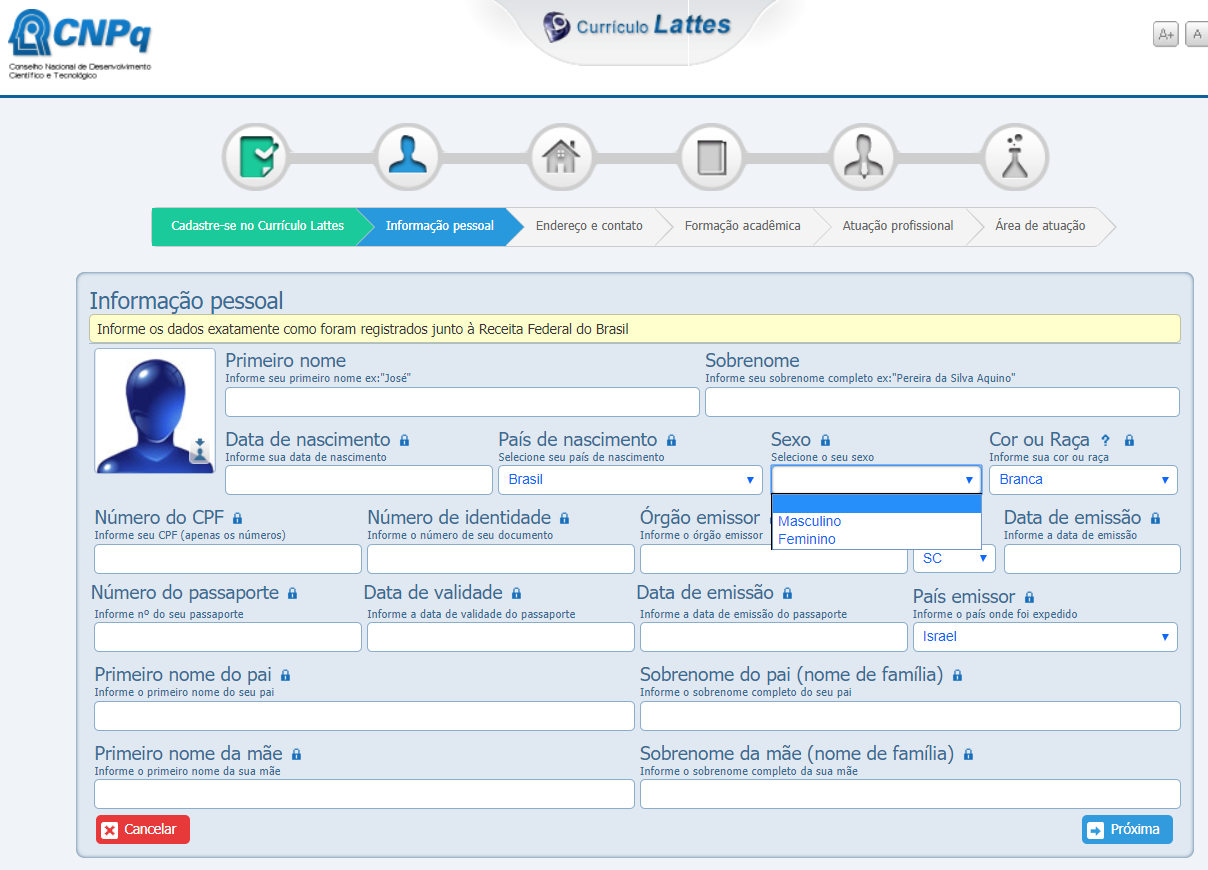 CNPq
Conselho Nacional de Desenvolvimento
Científico e Tecnológico
Currículo Lattes
A+ A
Cadastre-se no Currículo Lattes Informação pessoal Endereço e contato Formação acadêmica Atuação profissional Área de atuação
Informação pessoal
Informe os dados exatamente como foram registrados junto à Receita Federal do Brasil
Primeiro nome Sobrenome
Informe seu primeiro nome ex:"José" Informe seu sobrenome completo ex:"Pereira da Silva Aquino"
Data de nascimento País de nascimento Sexo Cor ou Raça ?
Informe sua data de nascimento Selecione seu país de nascimento Selecione o seu sexo Informe sua cor ou raça
Brasil Branca
Número do CPF Número de identidade Órgão emissor Data de emissão
Masculino
Informe seu CPF (apenas os números) Informe o número de seu documento Informe o órgão emissor Informe a data de emissão
Feminino
SC
Número do passaporte Data de validade Data de emissão País emissor
Informe nº do seu passaporte Informe a data de validade do passaporte Informe a data de emissão do passaporte Informe o país onde foi expedido
Israel
Primeiro nome do pai Sobrenome do pai (nome de família)
Informe o primeiro nome do seu pai Informe o sobrenome completo do seu pai
Primeiro nome da mãe Sobrenome da mãe (nome de família)
Informe o primeiro nome da sua mãe Informe o sobrenome completo da sua mãe
Cancelar Próxima